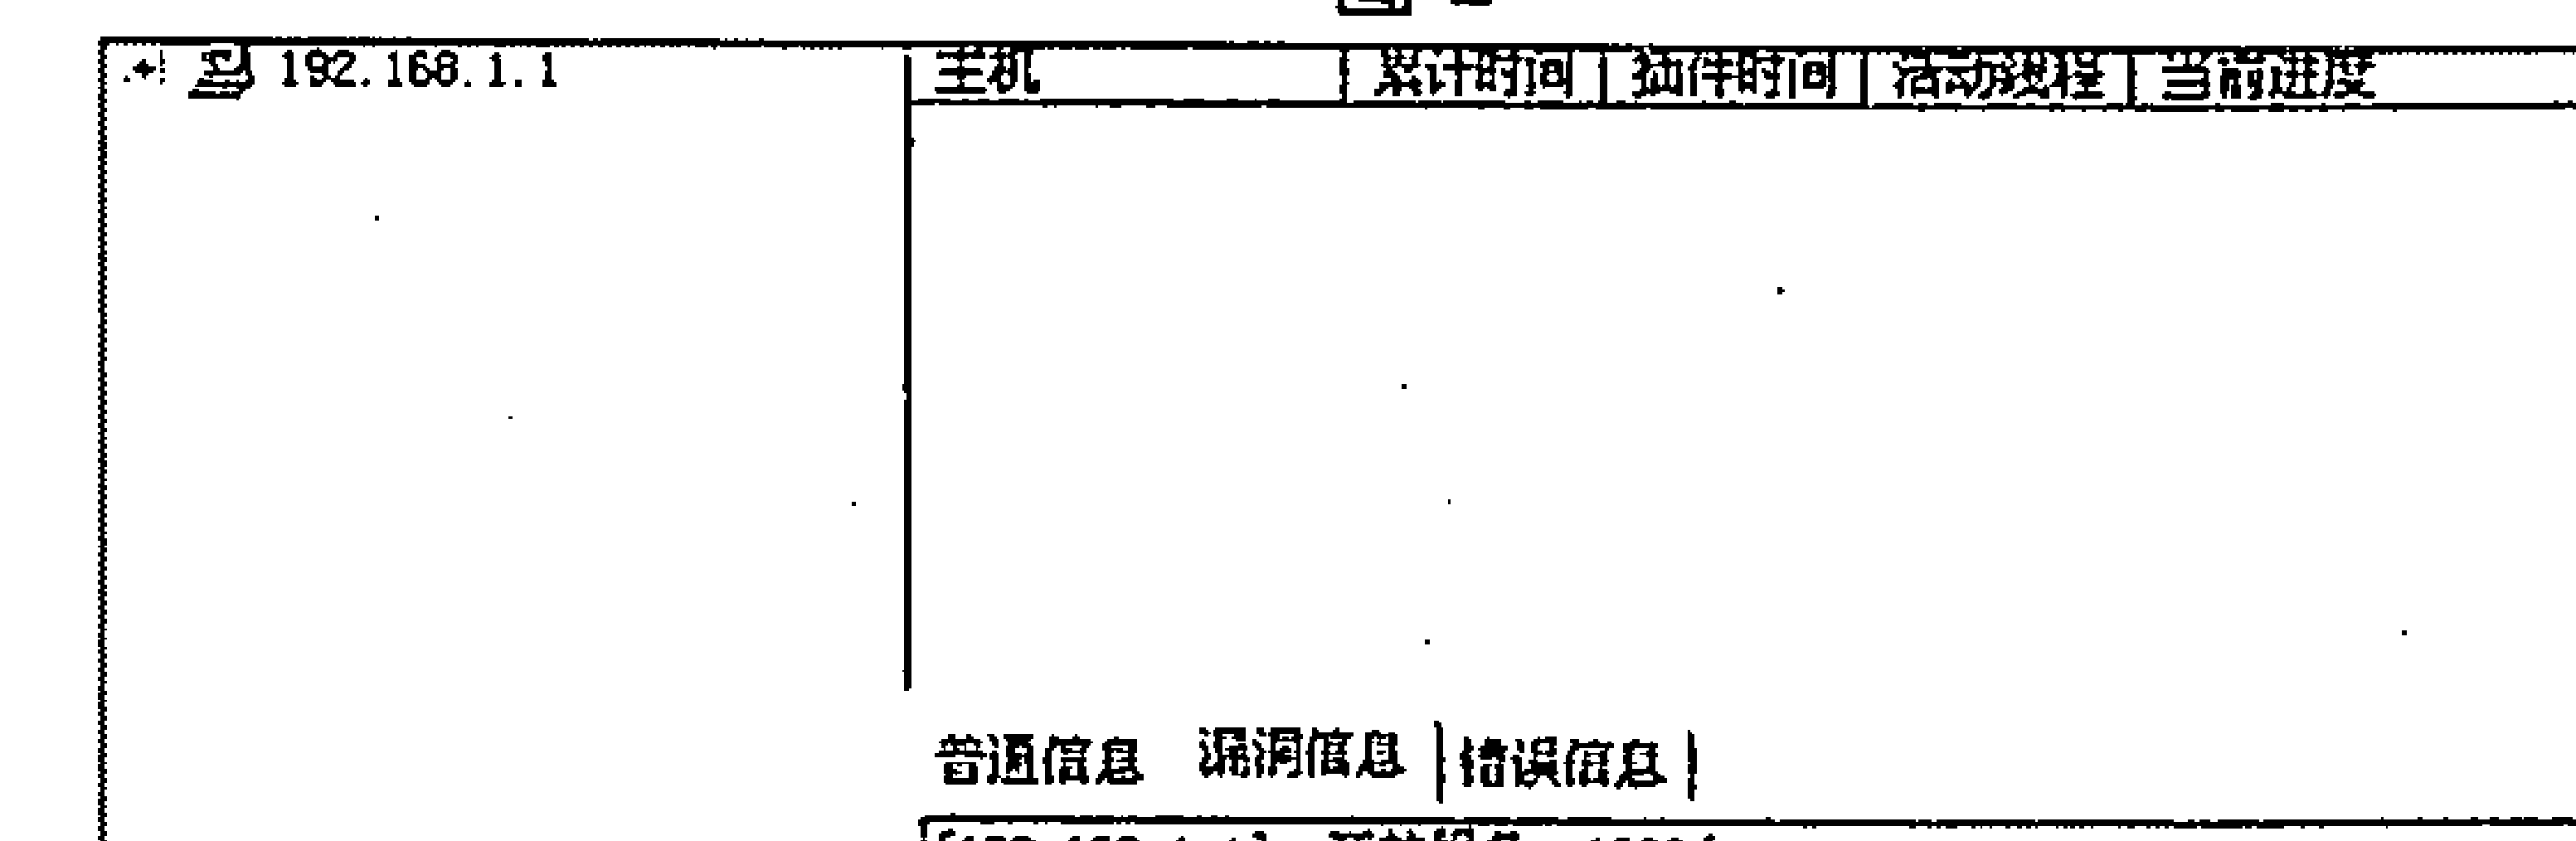 192.168.1.1
主机 累计时间 插件时间 活动线程 当前进度
普通信息 漏洞信息 错误信息